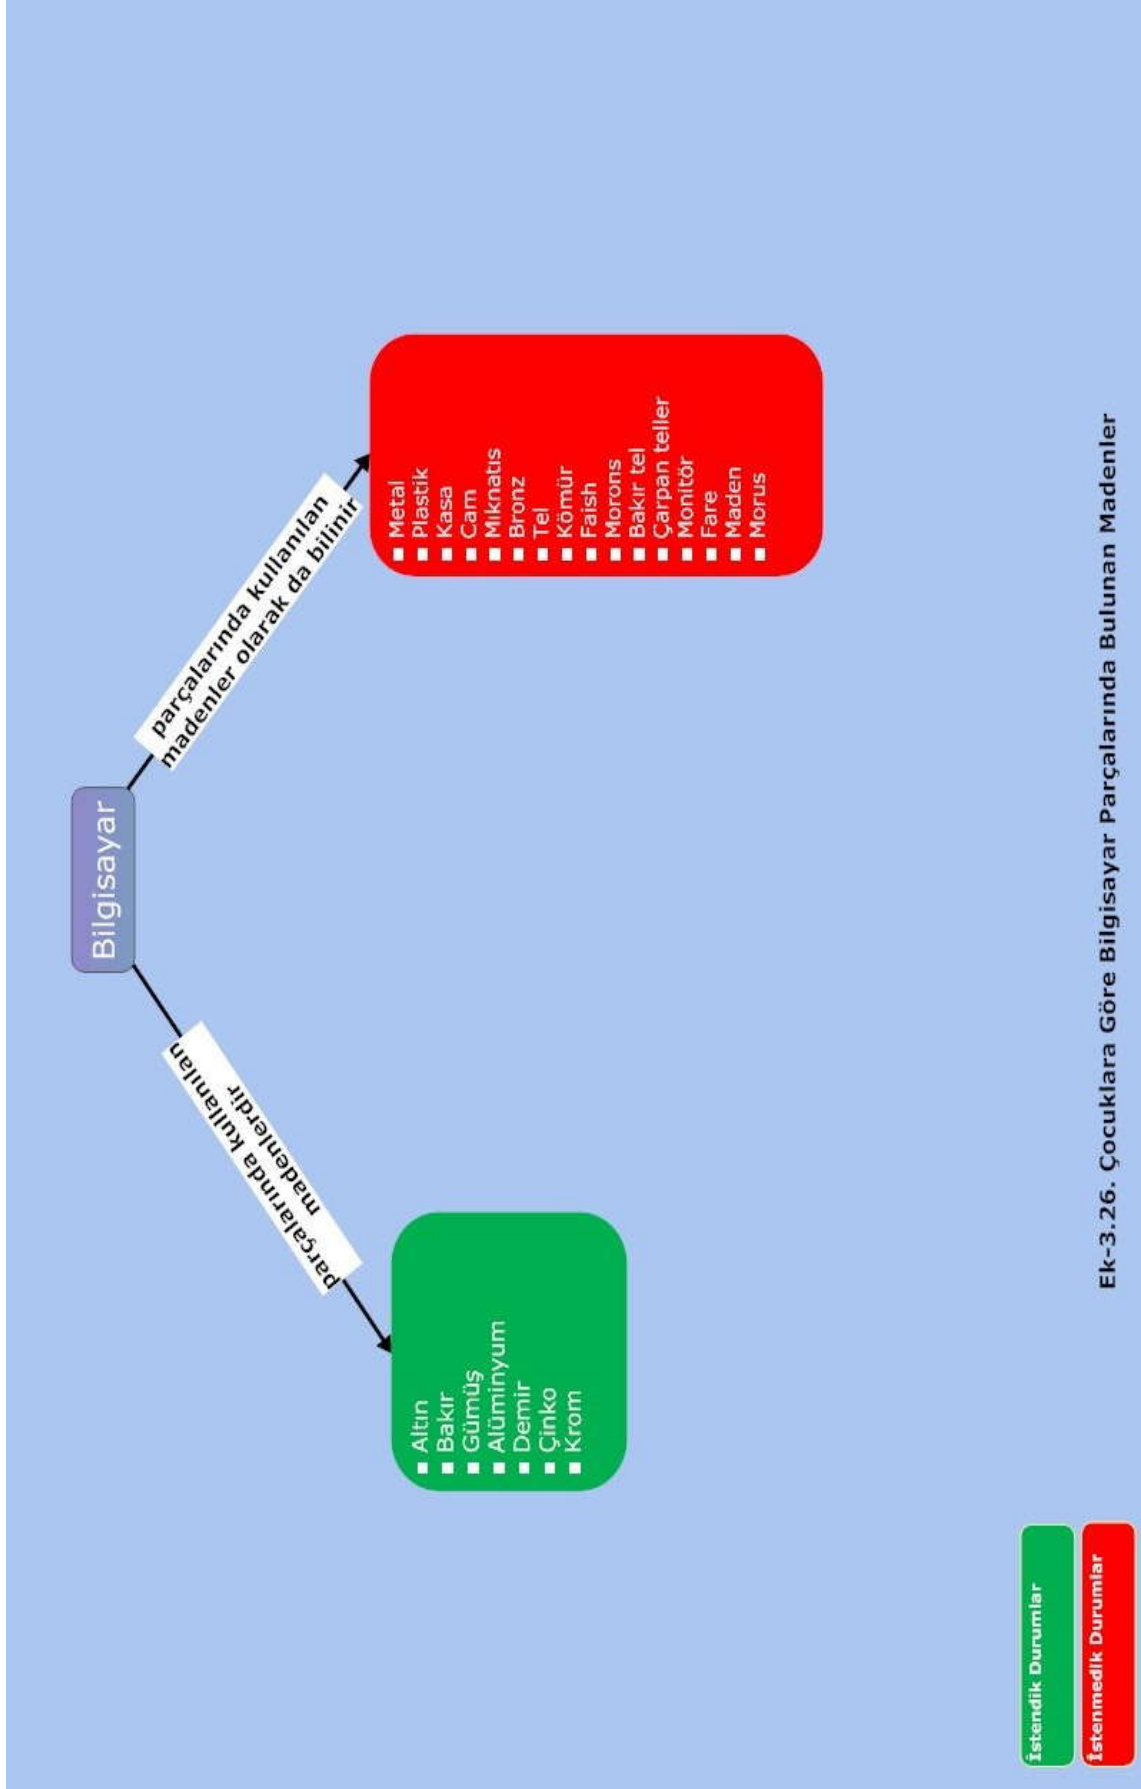 Bilgisayar
parçalarında kullanılan
madenlerdir
parçalarında kullanılan
madenler olarak da bilinir
Altın
Bakır
Gümüş
Alüminyum
Demir
Çinko
Krom
Metal
Plastik
Kasa
Cam
Mıknatıs
Bronz
Tel
Kömür
Faish
Morons
Bakır tel
Çarpan teller
Monitör
Fare
Maden
Morus
İstendik Durumlar
İstenmedik Durumlar
Ek-3.26. Çocuklara Göre Bilgisayar Parçalarında Bulunan Madenler